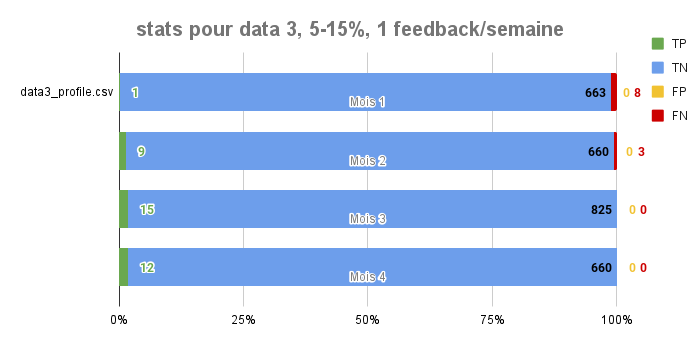 stats pour data 3, 5-15%, 1 feedback/semaine
TP
TN
FP
FN
data3_profile.csv
1 663 0 8
Mois 1
9 660 0 3
Mois 2
15 825 0 0
Mois 3
12 660 0 0
Mois 4
0% 25% 50% 75% 100%